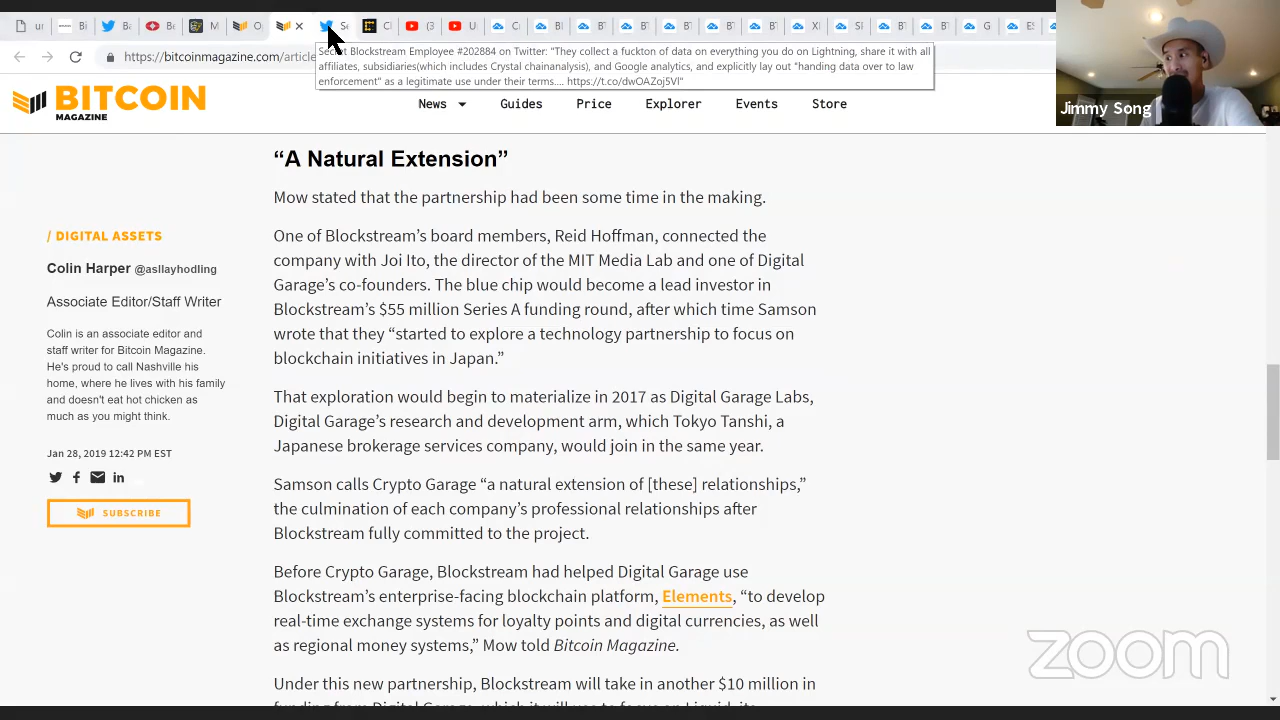 Secret Blockstream Employee #202884 on Twitter: "They collect a fuckton of data on everything you do on Lightning, share it with all
affiliates, subsidiaries(which includes Crystal chainanalysis), and Google analytics, and explicitly lay out "handing data over to law
enforcement" as a legitimate use under their terms.... https://t.co/dwOAZoj5Vl"
https://bitcoinmagazine.com/article
BITCOIN
MAGAZINE
News
Guides
Price
Explorer
Events
Store
Jimmy Song
“A Natural Extension”
Mow stated that the partnership had been some time in the making.
One of Blockstream’s board members, Reid Hoffman, connected the
company with Joi Ito, the director of the MIT Media Lab and one of Digital
Garage’s co-founders. The blue chip would become a lead investor in
Blockstream’s $55 million Series A funding round, after which time Samson
wrote that they “started to explore a technology partnership to focus on
blockchain initiatives in Japan.”
That exploration would begin to materialize in 2017 as Digital Garage Labs,
Digital Garage’s research and development arm, which Tokyo Tanshi, a
Japanese brokerage services company, would join in the same year.
Samson calls Crypto Garage “a natural extension of [these] relationships,”
the culmination of each company’s professional relationships after
Blockstream fully committed to the project.
Before Crypto Garage, Blockstream had helped Digital Garage use
Blockstream’s enterprise-facing blockchain platform, Elements, “to develop
real-time exchange systems for loyalty points and digital currencies, as well
as regional money systems,” Mow told Bitcoin Magazine.
Under this new partnership, Blockstream will take in another $10 million in
/ DIGITAL ASSETS
Colin Harper @asllayhodling
Associate Editor/Staff Writer
Colin is an associate editor and
staff writer for Bitcoin Magazine.
He's proud to call Nashville his
home, where he lives with his family
and doesn't eat hot chicken as
much as you might think.
Jan 28, 2019 12:42 PM EST
SUBSCRIBE
zoom